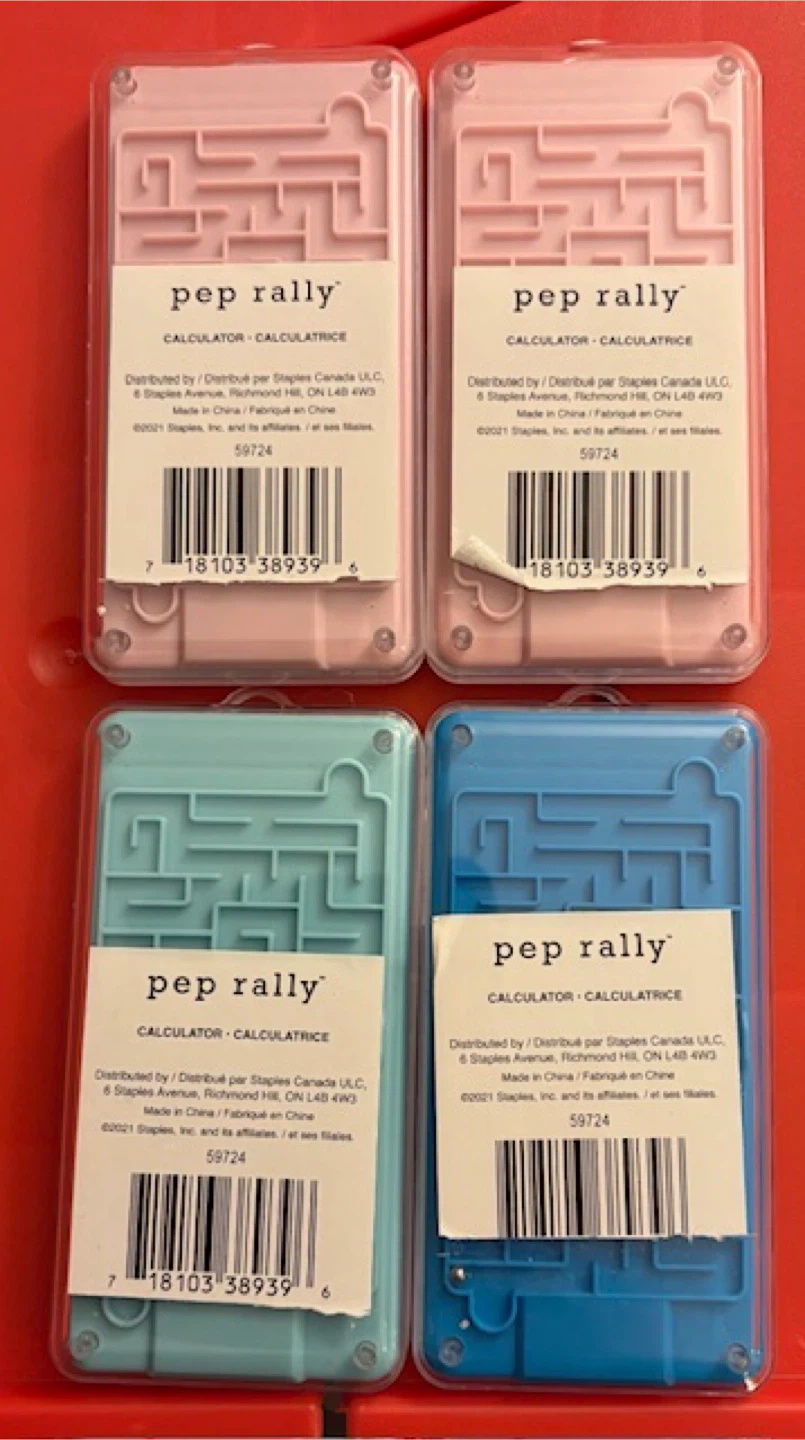 pep rally™
CALCULATOR · CALCULATRICE
Distributed by / Distribué par Staples Canada ULC,
6 Staples Avenue, Richmond Hill, ON L4B 4W3
Made in China / Fabriqué en Chine
©2021 Staples, Inc. and its affiliates. / et ses filiales.
59724
7 18103 38939 6
pep rally™
CALCULATOR · CALCULATRICE
Distributed by / Distribué par Staples Canada ULC,
6 Staples Avenue, Richmond Hill, ON L4B 4W3
Made in China / Fabriqué en Chine
©2021 Staples, Inc. and its affiliates. / et ses filiales.
59724
18103 38939 6
pep rally™
CALCULATOR · CALCULATRICE
Distributed by / Distribué par Staples Canada ULC,
6 Staples Avenue, Richmond Hill, ON L4B 4W3
Made in China / Fabriqué en Chine
©2021 Staples, Inc. and its affiliates. / et ses filiales.
59724
7 18103 38939 6
pep rally™
CALCULATOR · CALCULATRICE
Distributed by / Distribué par Staples Canada ULC,
6 Staples Avenue, Richmond Hill, ON L4B 4W3
Made in China / Fabriqué en Chine
©2021 Staples, Inc. and its affiliates. / et ses filiales.
59724